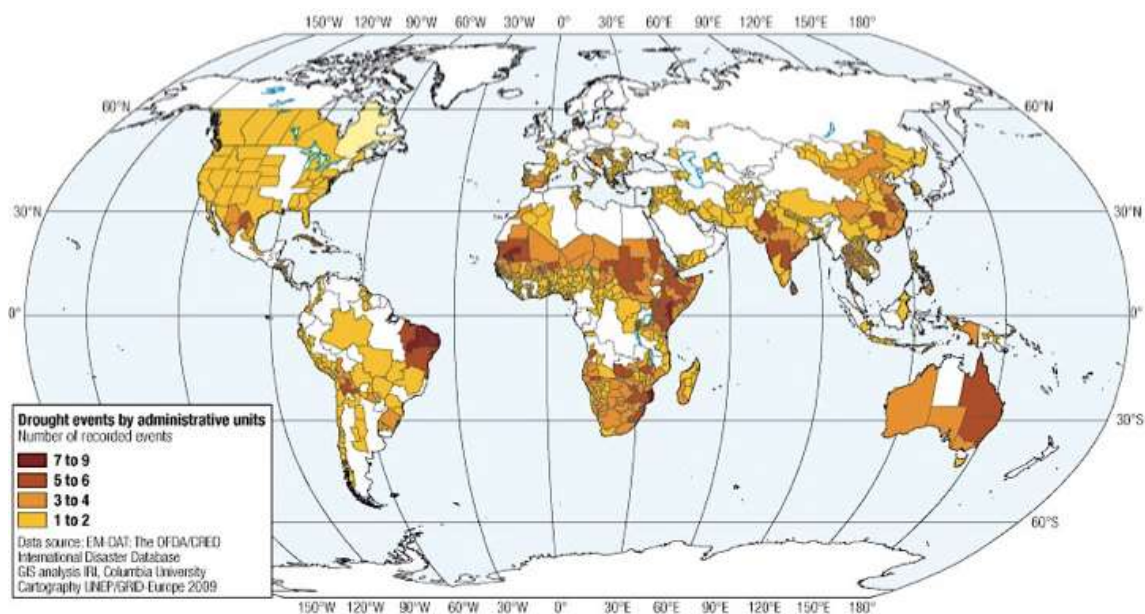 150°W 120°W 90°W 60°W 30°W 0° 30°E 60°E 90°E 120°E 150°E 180°
60°N 60°N
30°N 30°N
0° 0°
30°S 30°S
60°S
Drought events by administrative units
Number of recorded events
7 to 9
5 to 6
3 to 4
1 to 2
Data source: EM-DAT: The OFDA/CRED
International Disaster Database
GIS analysis IRI, Columbia University
Cartography UNEP/GRID-Europe 2009
150°W 120°W 90°W 60°W 30°W 0° 30°E 60°E 90°E 120°E 150°E 180°